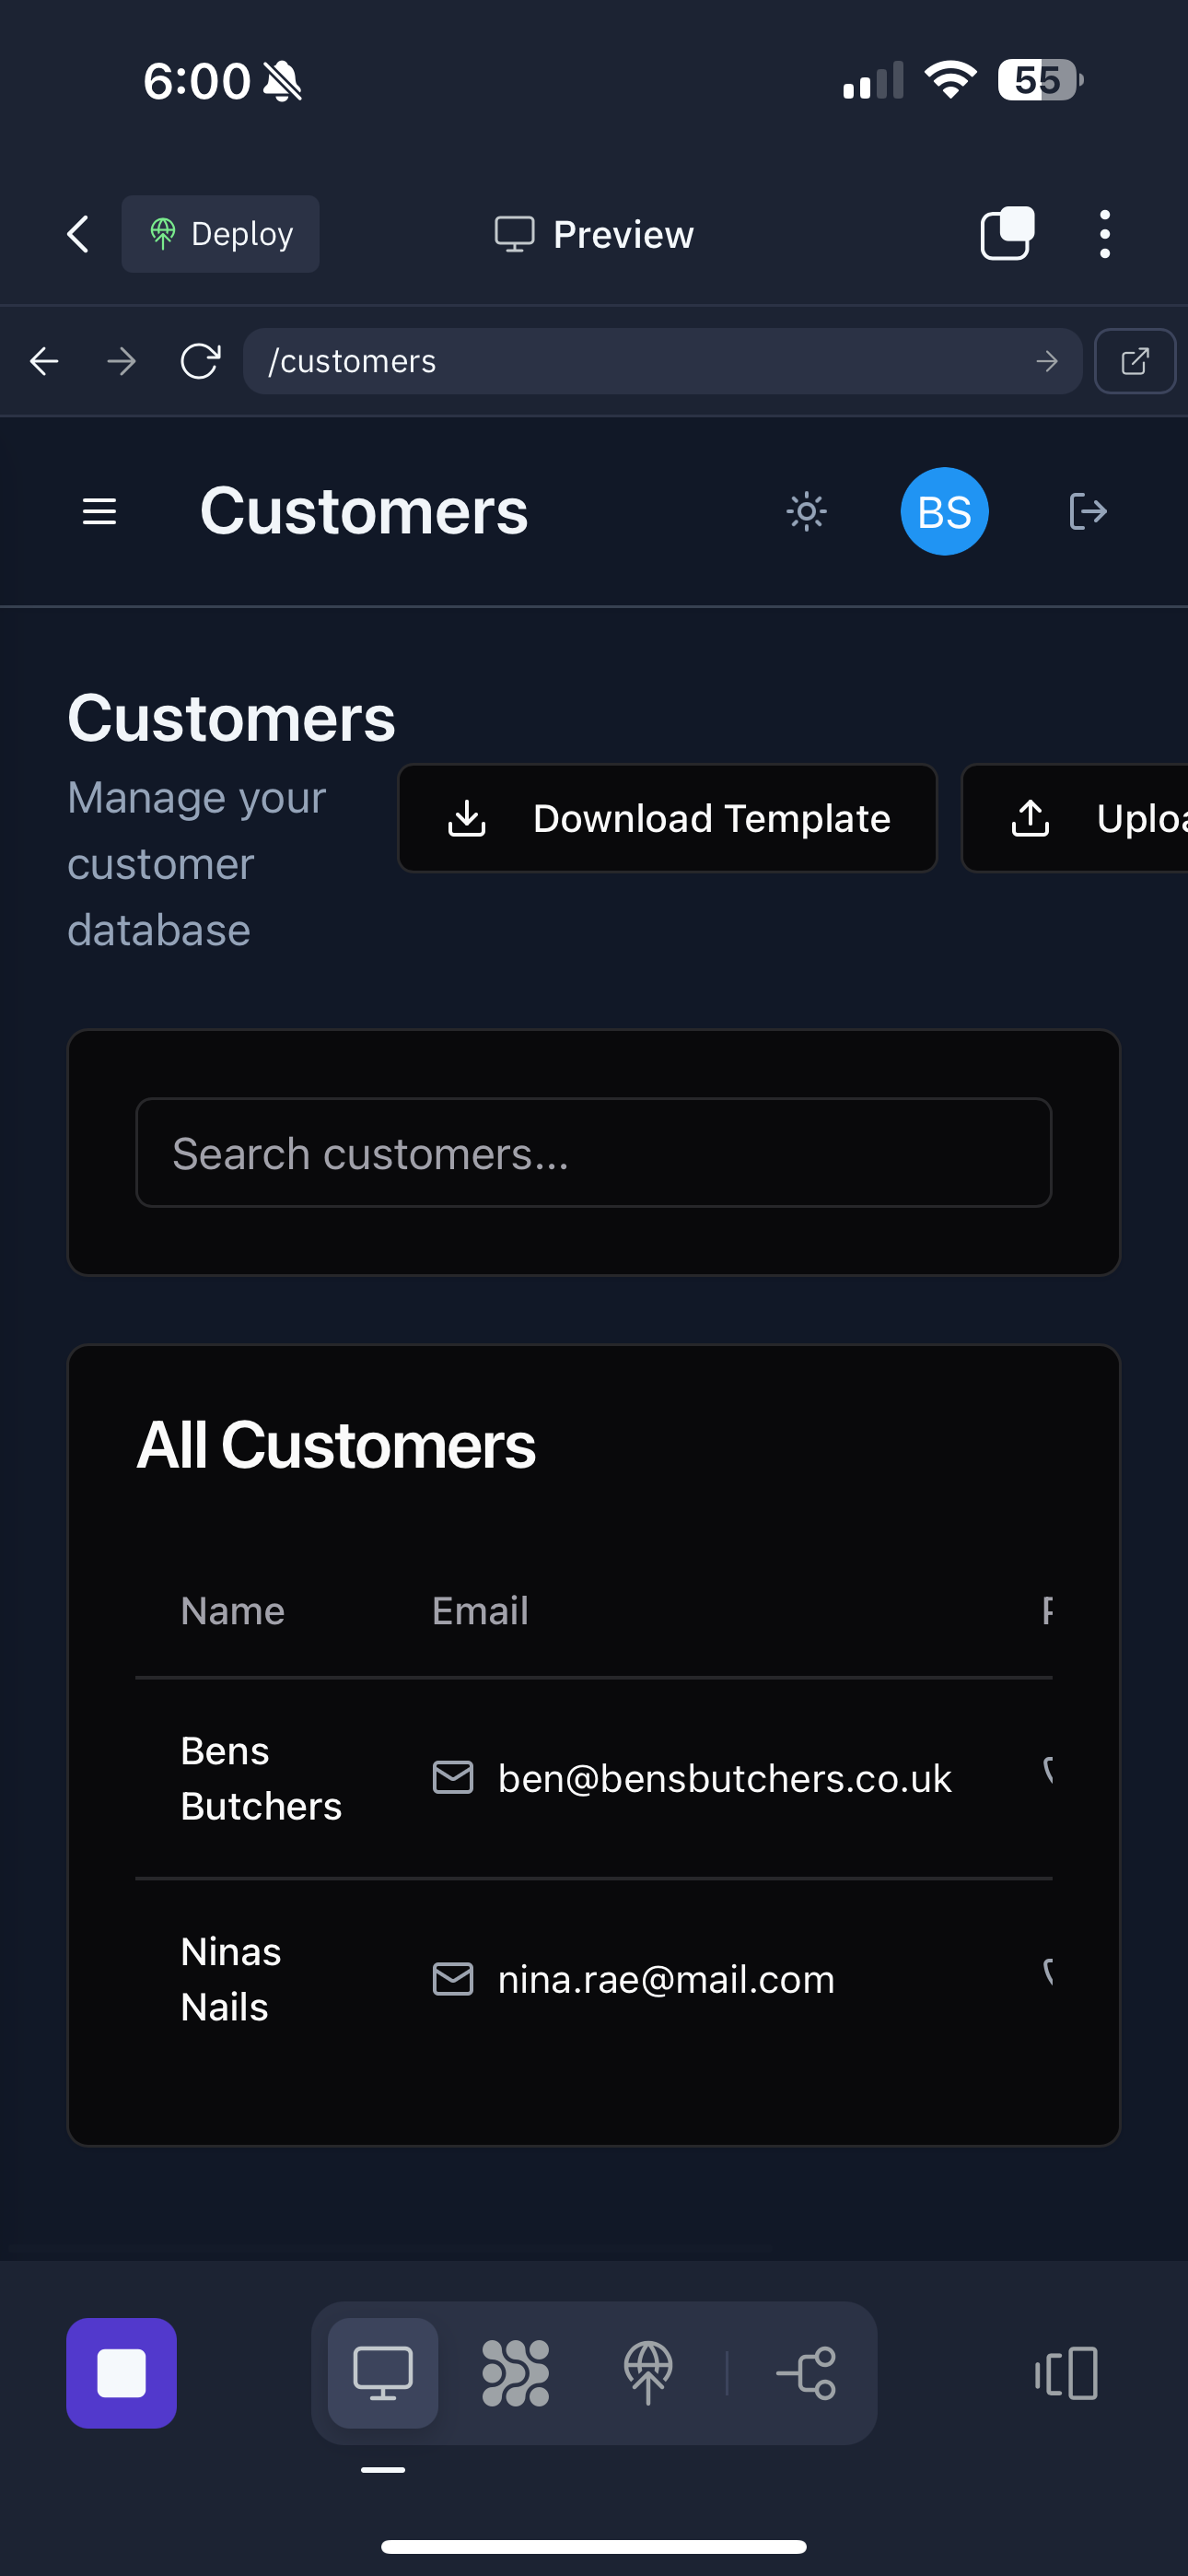 6:00
55
Deploy
Preview
/customers
Customers
BS
Customers
Manage your
customer
database
Download Template
Search customers...
All Customers
Name Email
Bens
Butchers
ben@bensbutchers.co.uk
Ninas
Nails
nina.rae@mail.com